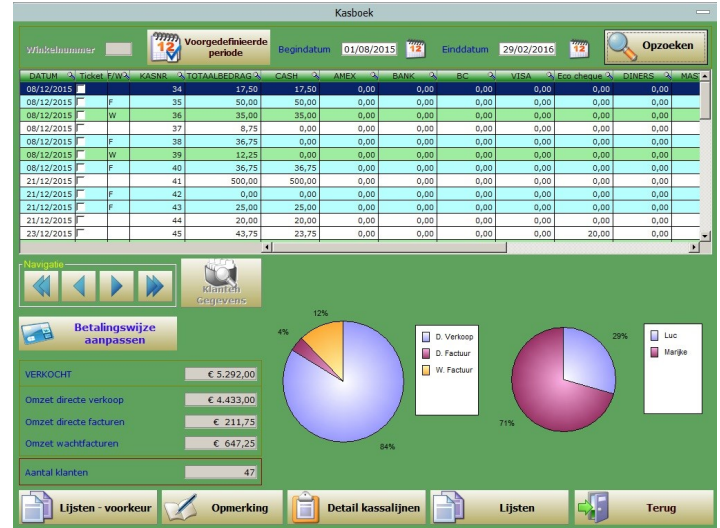 Kasboek
Winkelnummer
Voorgedefinieerde
periode
Begindatum 01/08/2015
Einddatum 29/02/2016
Opzoeken
DATUM Ticket F/W KASNR TOTAALBEDRAG CASH AMEX BANK BC VISA Eco cheque DINERS MAS
08/12/2015 34 17,50 17,50 0,00 0,00 0,00 0,00 0,00 0,00
08/12/2015 F 35 50,00 50,00 0,00 0,00 0,00 0,00 0,00 0,00
08/12/2015 W 36 35,00 35,00 0,00 0,00 0,00 0,00 0,00 0,00
08/12/2015 37 8,75 0,00 0,00 0,00 0,00 0,00 0,00 0,00
08/12/2015 F 38 36,75 0,00 0,00 0,00 0,00 0,00 0,00 0,00
08/12/2015 W 39 12,25 0,00 0,00 0,00 0,00 0,00 0,00 0,00
08/12/2015 F 40 36,75 36,75 0,00 0,00 0,00 0,00 0,00 0,00
21/12/2015 41 500,00 500,00 0,00 0,00 0,00 0,00 0,00 0,00
21/12/2015 F 42 0,00 0,00 0,00 0,00 0,00 0,00 0,00 0,00
21/12/2015 F 43 25,00 25,00 0,00 0,00 0,00 0,00 0,00 0,00
21/12/2015 44 20,00 20,00 0,00 0,00 0,00 0,00 0,00 0,00
23/12/2015 45 43,75 23,75 0,00 0,00 0,00 0,00 20,00 0,00
Navigatie
Klanten
Gegevens
Betalingswijze
aanpassen
VERKOCHT € 5.292,00
Omzet directe verkoop € 4.433,00
Omzet directe facturen € 211,75
Omzet wachtfacturen € 647,25
Aantal klanten 47
12%
4%
84%
D. Verkoop
D. Factuur
W. Factuur
29%
71%
Luc
Marijke
Lijsten - voorkeur
Opmerking
Detail kassalijnen
Lijsten
Terug